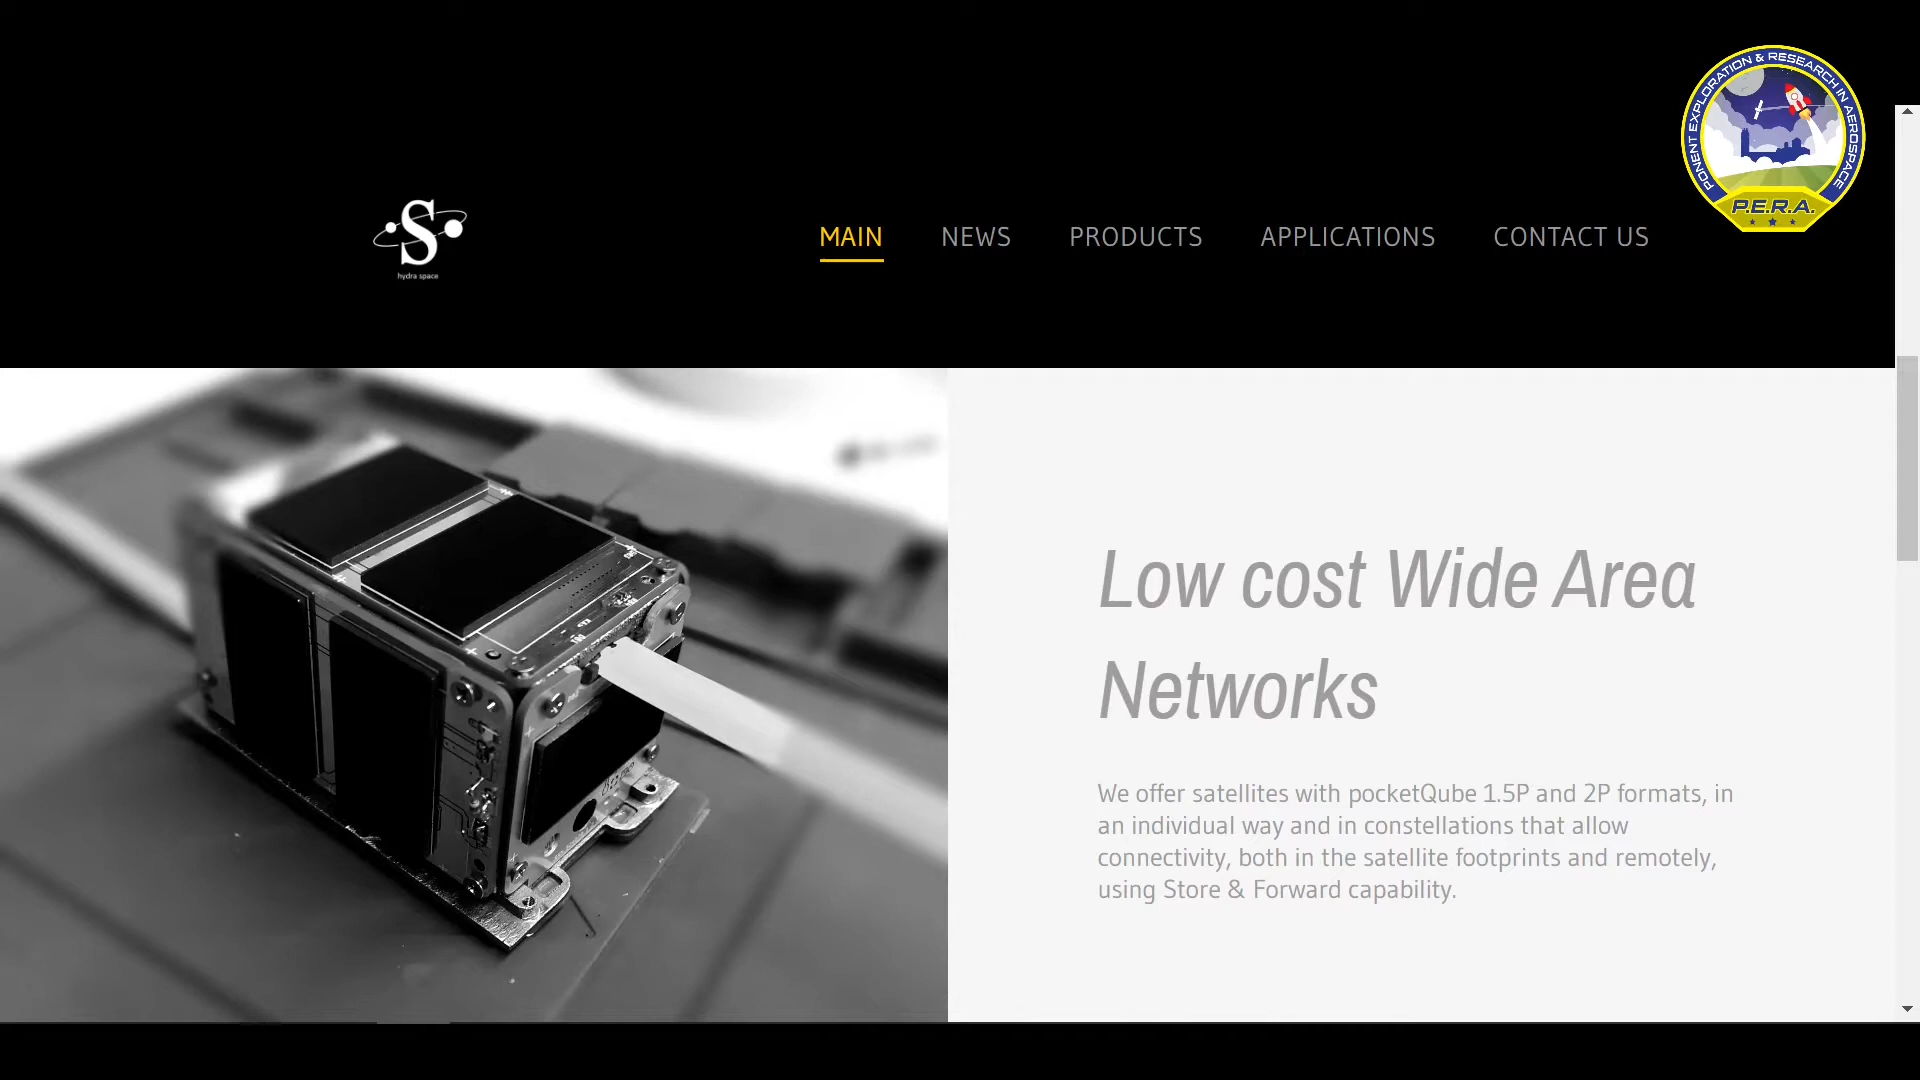 PONENT EXPLORATION & RESEARCH IN AEROSPACE
P.E.R.A.
S
hydra space
MAIN NEWS PRODUCTS APPLICATIONS CONTACT US
Low cost Wide Area
Networks
We offer satellites with pocketQube 1.5P and 2P formats, in
an individual way and in constellations that allow
connectivity, both in the satellite footprints and remotely,
using Store & Forward capability.